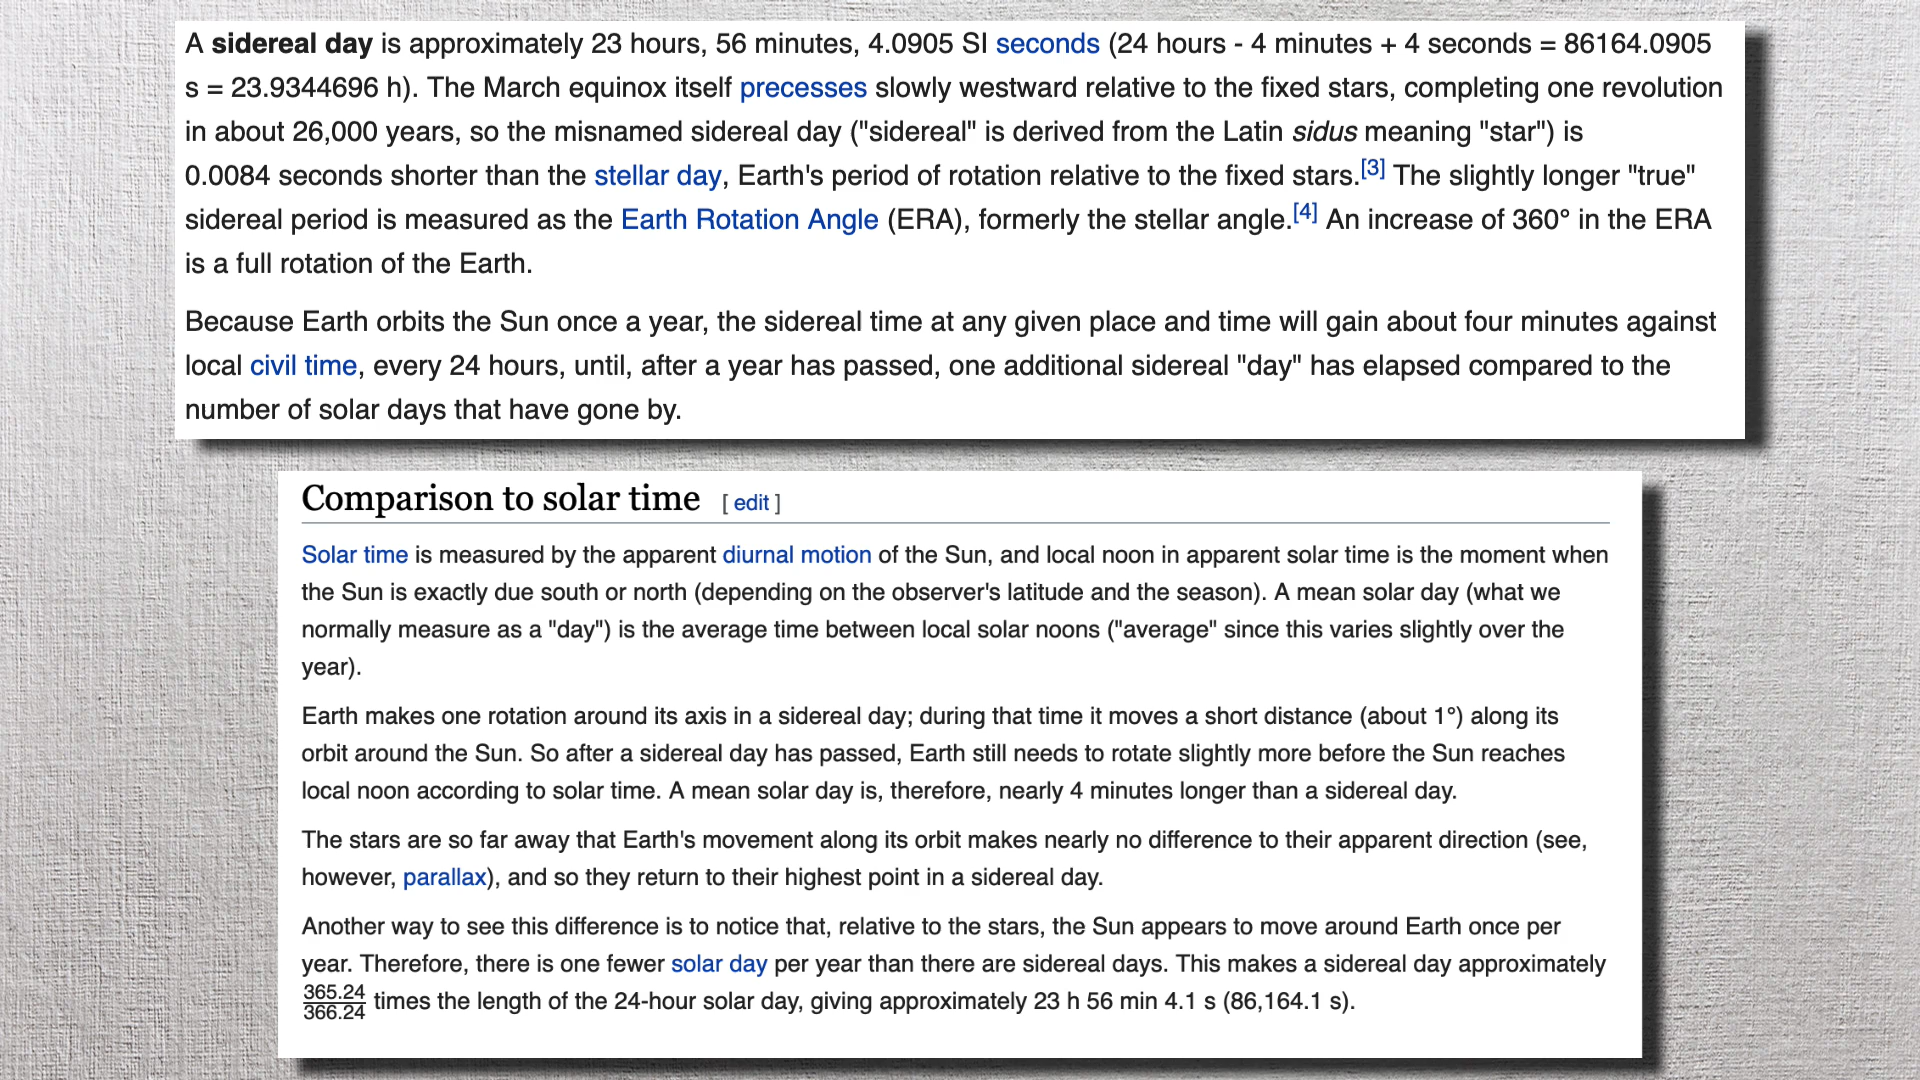 A sidereal day is approximately 23 hours, 56 minutes, 4.0905 SI seconds (24 hours - 4 minutes + 4 seconds = 86164.0905
s = 23.9344696 h). The March equinox itself precesses slowly westward relative to the fixed stars, completing one revolution
in about 26,000 years, so the misnamed sidereal day ("sidereal" is derived from the Latin sidus meaning "star") is
0.0084 seconds shorter than the stellar day, Earth's period of rotation relative to the fixed stars.[3] The slightly longer "true"
sidereal period is measured as the Earth Rotation Angle (ERA), formerly the stellar angle.[4] An increase of 360° in the ERA
is a full rotation of the Earth.
Because Earth orbits the Sun once a year, the sidereal time at any given place and time will gain about four minutes against
local civil time, every 24 hours, until, after a year has passed, one additional sidereal "day" has elapsed compared to the
number of solar days that have gone by.
Comparison to solar time [ edit ]
Solar time is measured by the apparent diurnal motion of the Sun, and local noon in apparent solar time is the moment when
the Sun is exactly due south or north (depending on the observer's latitude and the season). A mean solar day (what we
normally measure as a "day") is the average time between local solar noons ("average" since this varies slightly over the
year).
Earth makes one rotation around its axis in a sidereal day; during that time it moves a short distance (about 1°) along its
orbit around the Sun. So after a sidereal day has passed, Earth still needs to rotate slightly more before the Sun reaches
local noon according to solar time. A mean solar day is, therefore, nearly 4 minutes longer than a sidereal day.
The stars are so far away that Earth's movement along its orbit makes nearly no difference to their apparent direction (see,
however, parallax), and so they return to their highest point in a sidereal day.
Another way to see this difference is to notice that, relative to the stars, the Sun appears to move around Earth once per
year. Therefore, there is one fewer solar day per year than there are sidereal days. This makes a sidereal day approximately
365.24/366.24 times the length of the 24-hour solar day, giving approximately 23 h 56 min 4.1 s (86,164.1 s).